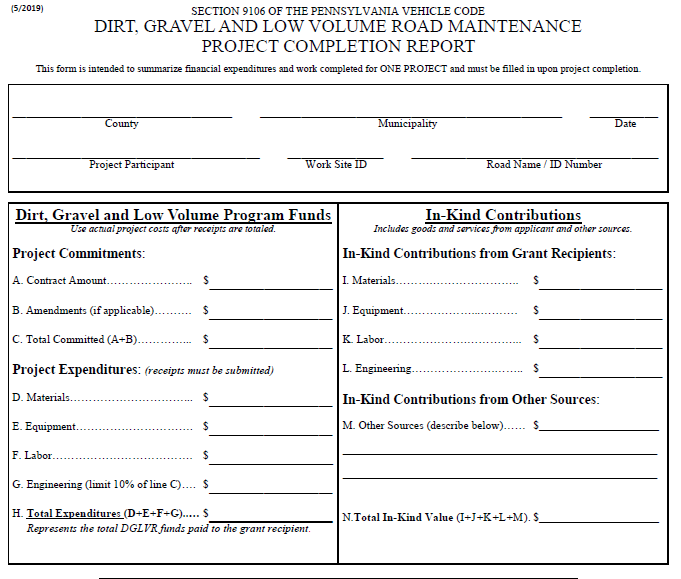 (5/2019)
SECTION 9106 OF THE PENNSYLVANIA VEHICLE CODE
DIRT, GRAVEL AND LOW VOLUME ROAD MAINTENANCE
PROJECT COMPLETION REPORT
This form is intended to summarize financial expenditures and work completed for ONE PROJECT and must be filled in upon project completion.
County Municipality Date
Project Participant Work Site ID Road Name / ID Number
Dirt, Gravel and Low Volume Program Funds
Use actual project costs after receipts are totaled.
Project Commitments:
A. Contract Amount…………………. $
B. Amendments (if applicable)………. $
C. Total Committed (A+B)………….. $
Project Expenditures: (receipts must be submitted)
D. Materials………………………... $
E. Equipment………………………. $
F. Labor……………………………. $
G. Engineering (limit 10% of line C)…. $
H. Total Expenditures (D+E+F+G)..... $
Represents the total DGLVR funds paid to the grant recipient.
In-Kind Contributions
Includes goods and services from applicant and other sources.
In-Kind Contributions from Grant Recipients:
I. Materials…………………………. $
J. Equipment……………………… $
K. Labor…………………………….. $
L. Engineering…………………….. $
In-Kind Contributions from Other Sources:
M. Other Sources (describe below)…… $
N.Total In-Kind Value (I+J+K+L+M). $